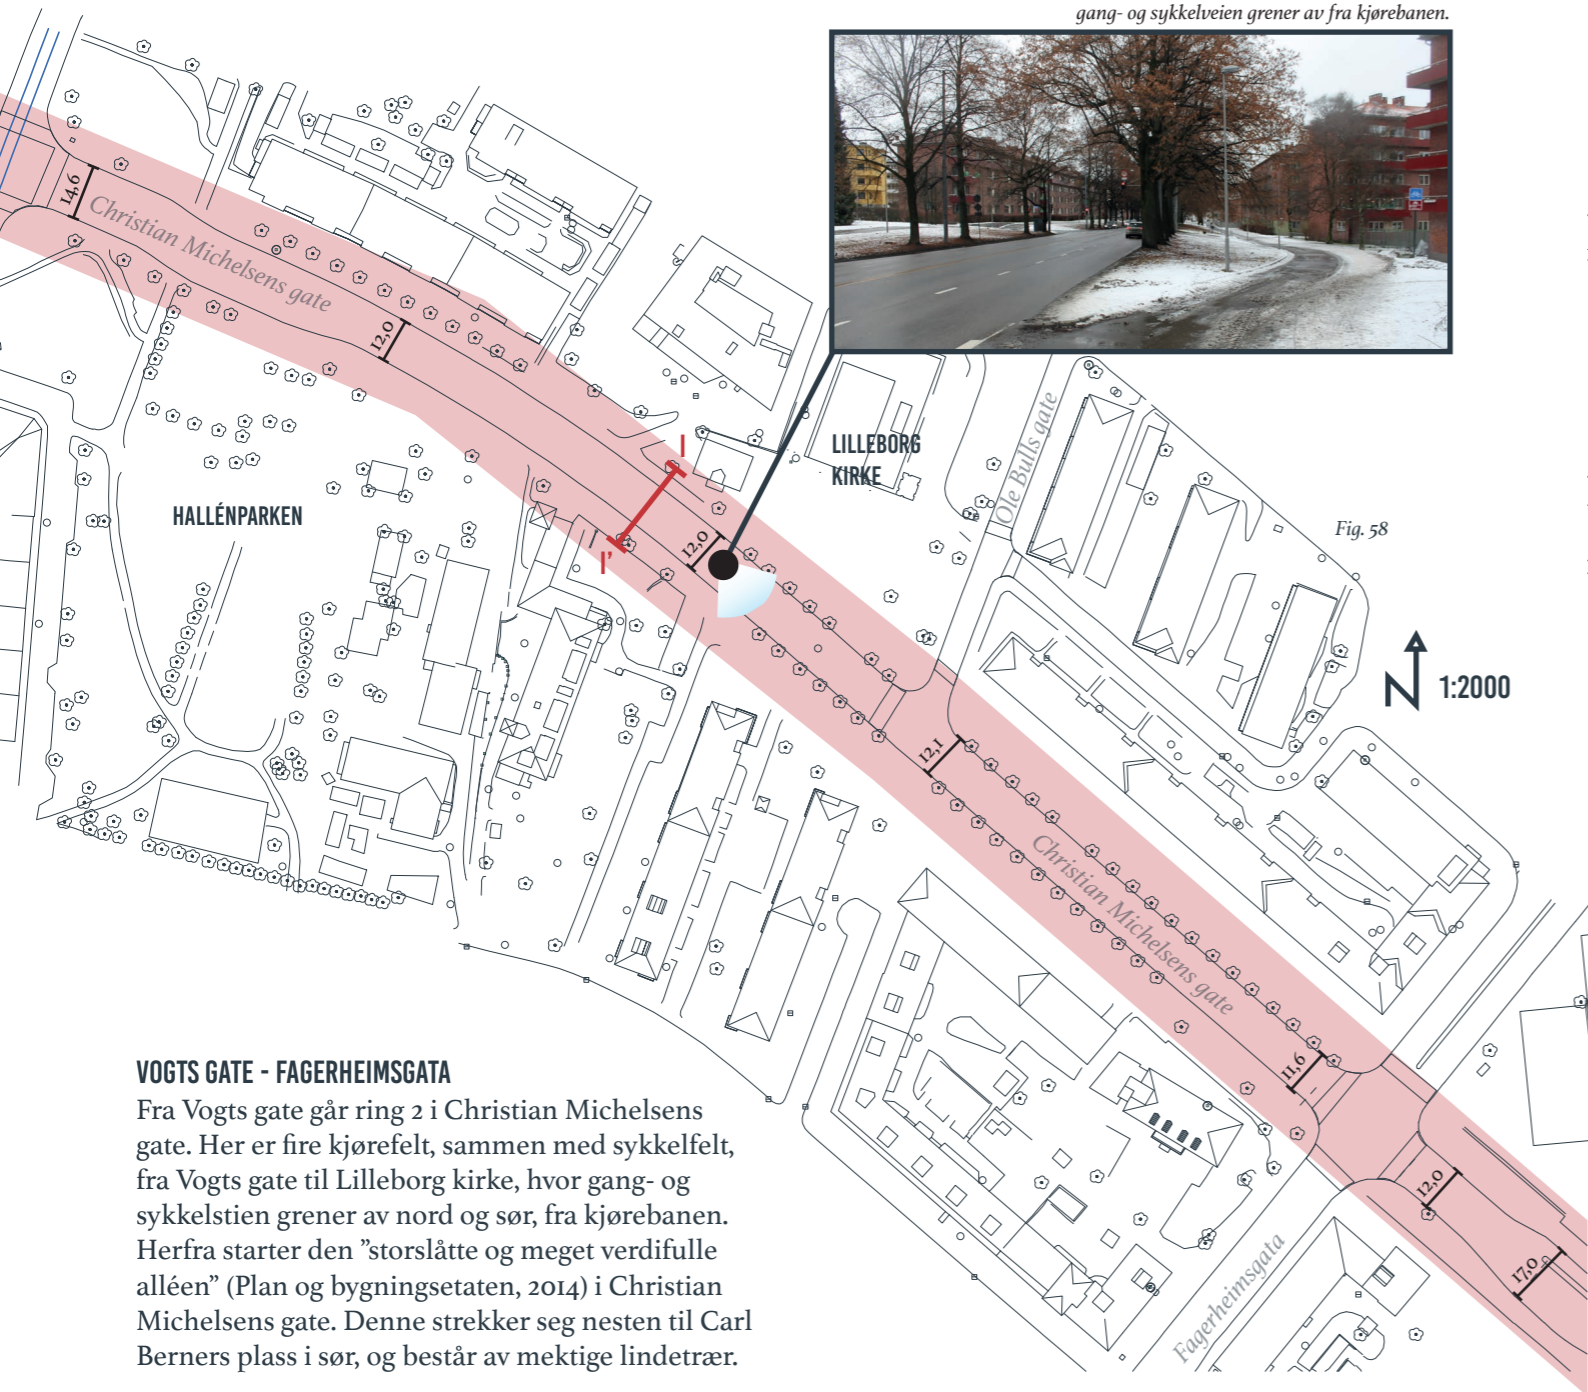 gang- og sykkelveien grener av fra kjørebanen.
14,6
Christian Michelsens gate
12,0
LILLEBORG
KIRKE
Ole Bulls gate
I
HALLÉNPARKEN
Fig. 58
12,0
I’
N
1:2000
12,1
Christian Michelsens gate
11,6
12,0
17,0
Fagerheimsgata
VOGTS GATE - FAGERHEIMSGATA
Fra Vogts gate går ring 2 i Christian Michelsens
gate. Her er fire kjørefelt, sammen med sykkelfelt,
fra Vogts gate til Lilleborg kirke, hvor gang- og
sykkelstien grener av nord og sør, fra kjørebanen.
Herfra starter den ”storslåtte og meget verdifulle
alléen” (Plan og bygningsetaten, 2014) i Christian
Michelsens gate. Denne strekker seg nesten til Carl
Berners plass i sør, og består av mektige lindetrær.